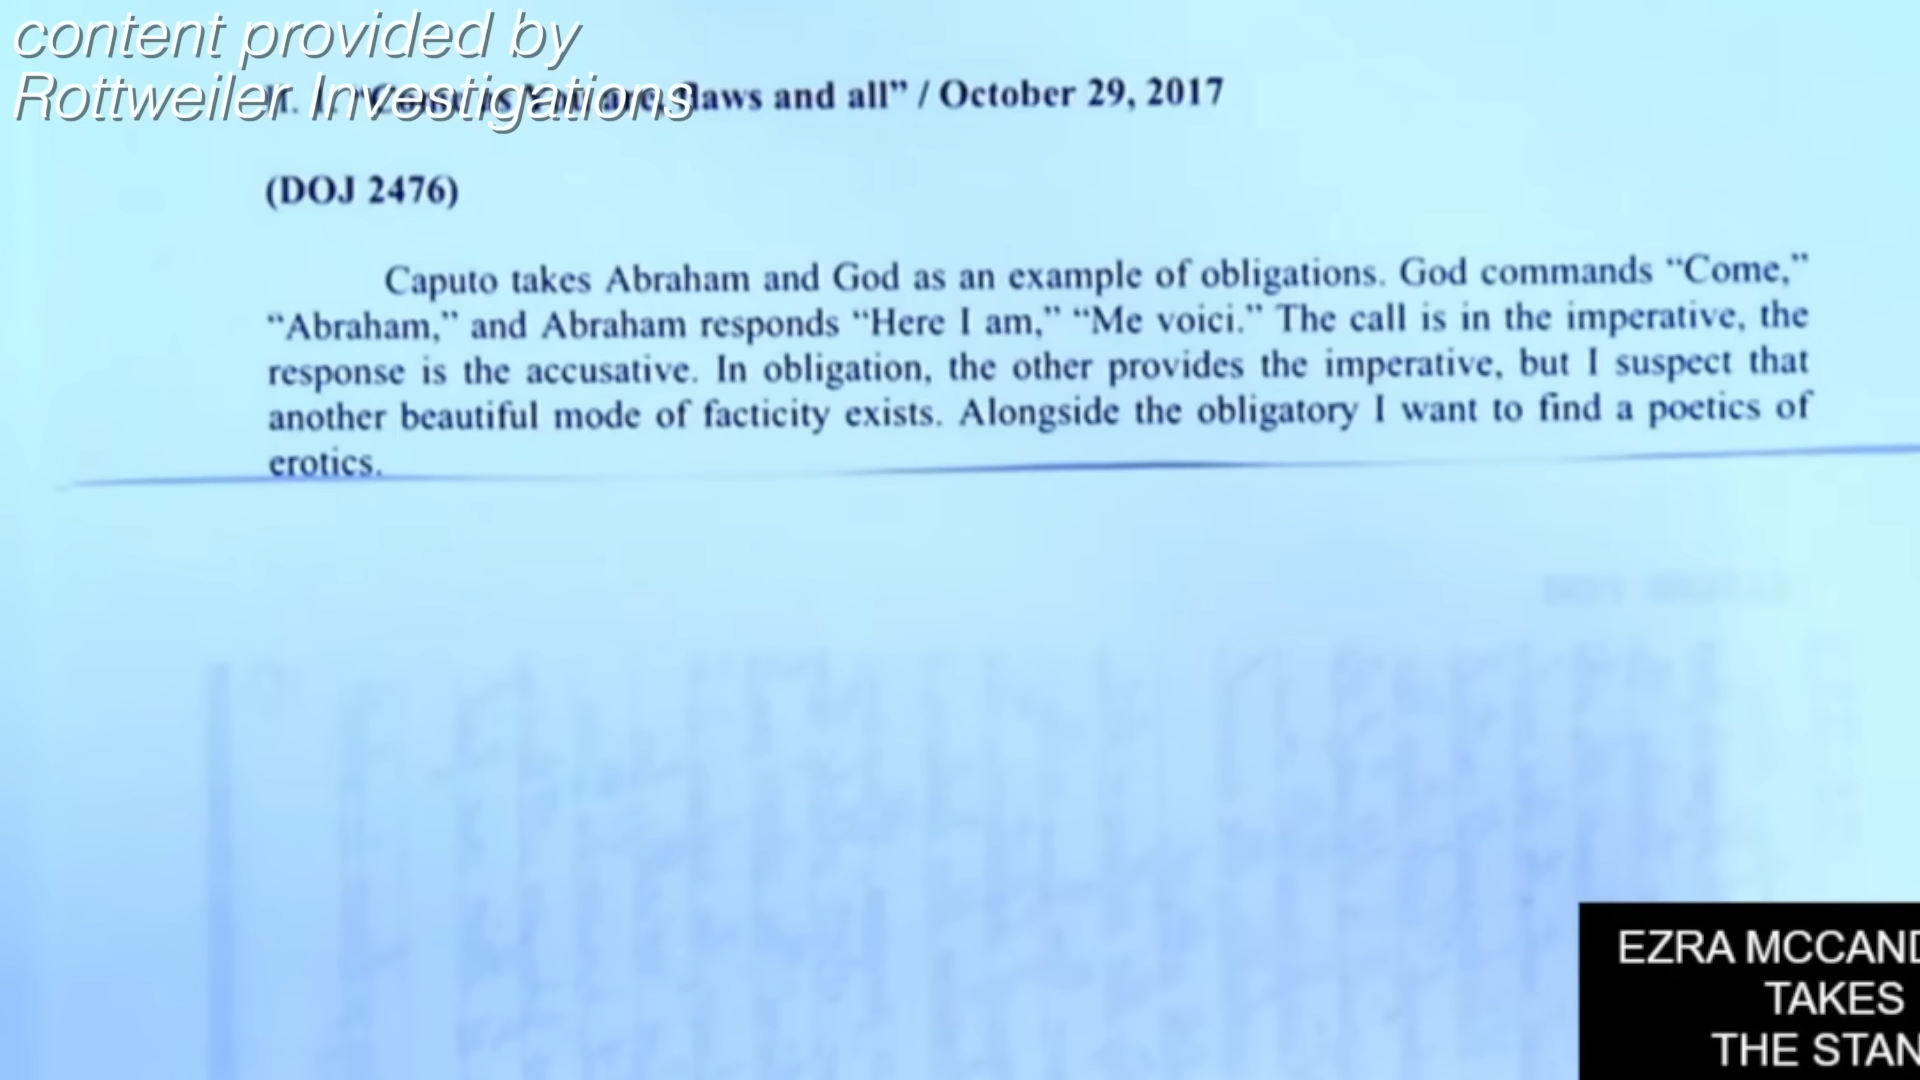 content provided by
Rottweiler Investigations
flaws and all” / October 29, 2017
(DOJ 2476)
Caputo takes Abraham and God as an example of obligations. God commands “Come,”
“Abraham,” and Abraham responds “Here I am,” “Me voici.” The call is in the imperative, the
response is the accusative. In obligation, the other provides the imperative, but I suspect that
another beautiful mode of facticity exists. Alongside the obligatory I want to find a poetics of
erotics.
EZRA MCCAND
TAKES
THE STAN